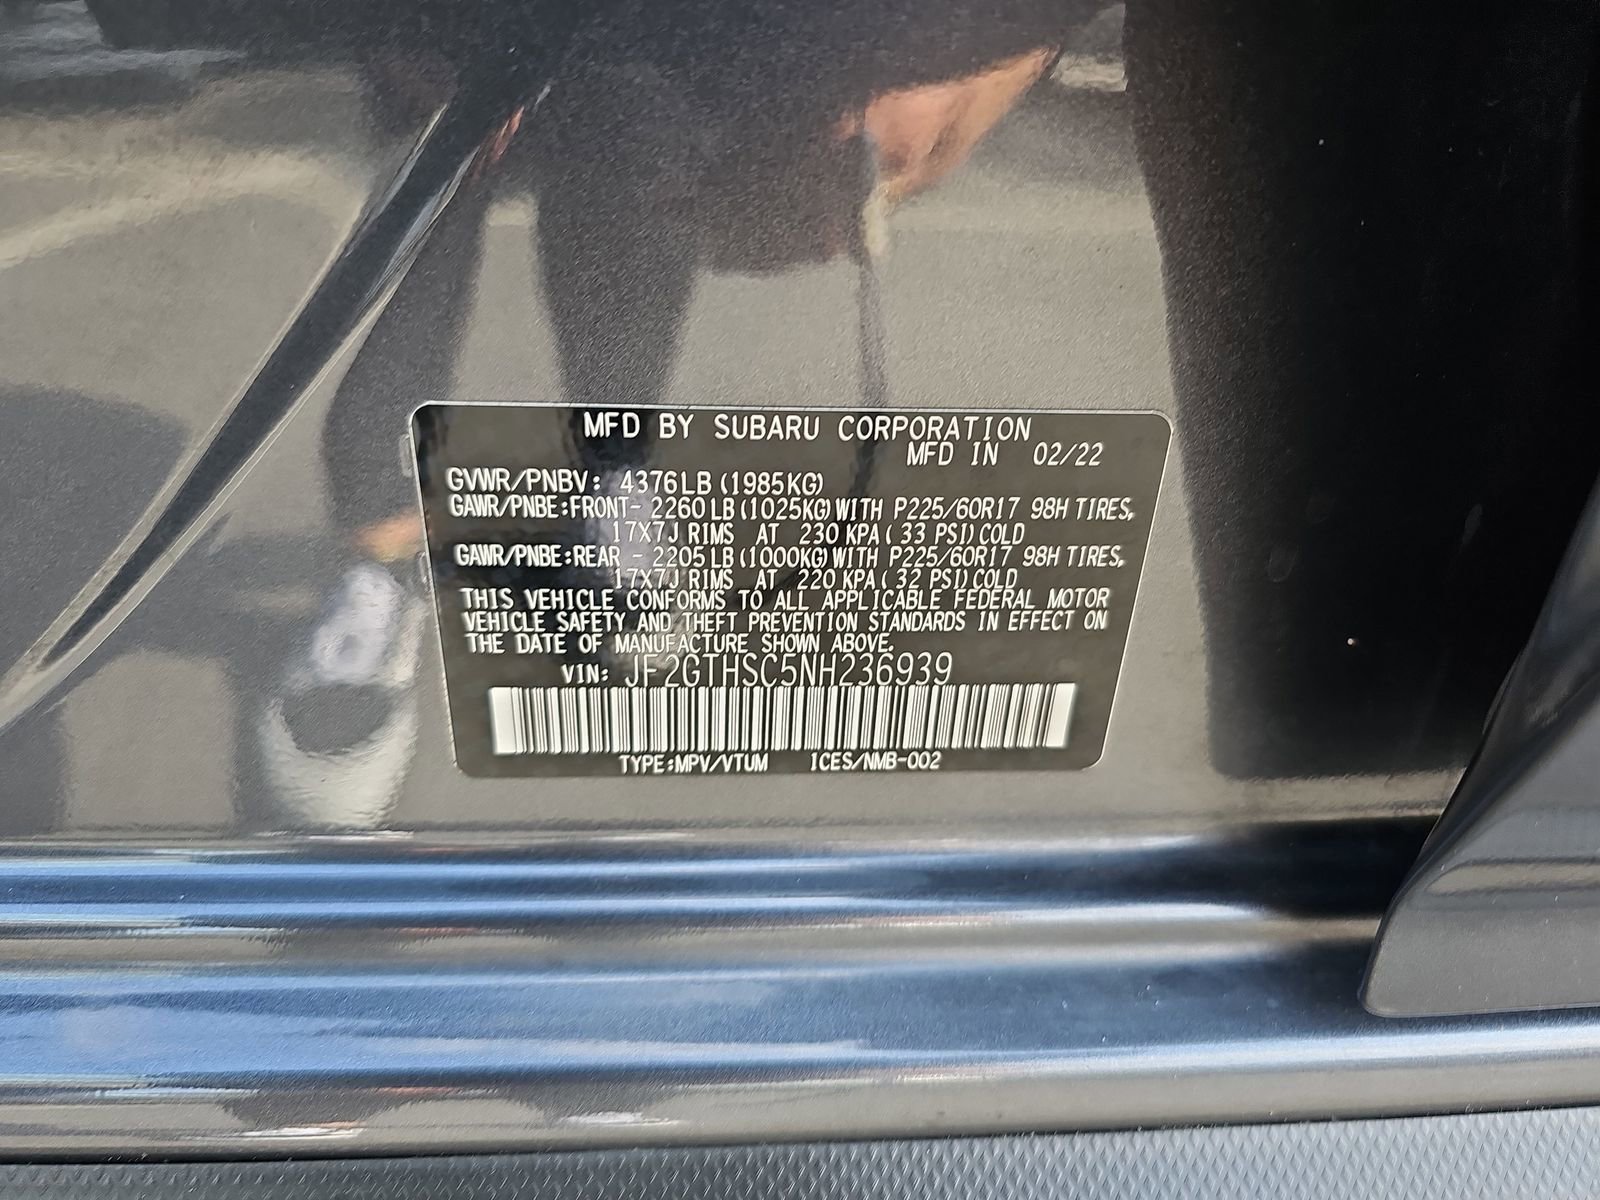 MFD BY SUBARU CORPORATION
MFD IN 02/22
GVWR/PNBV: 4376LB (1985KG)
GAWR/PNBE:FRONT- 2260 LB (1025KG) WITH P225/60R17 98H TIRES,
17X7J RIMS AT 230 KPA ( 33 PSI) COLD
GAWR/PNBE:REAR - 2205 LB (1000KG) WITH P225/60R17 98H TIRES,
17X7J RIMS AT 220 KPA ( 32 PSI) COLD
THIS VEHICLE CONFORMS TO ALL APPLICABLE FEDERAL MOTOR
VEHICLE SAFETY AND THEFT PREVENTION STANDARDS IN EFFECT ON
THE DATE OF MANUFACTURE SHOWN ABOVE.
VIN: JF2GTHSC5NH236939
TYPE:MPV/VTUM ICES/NMB-002